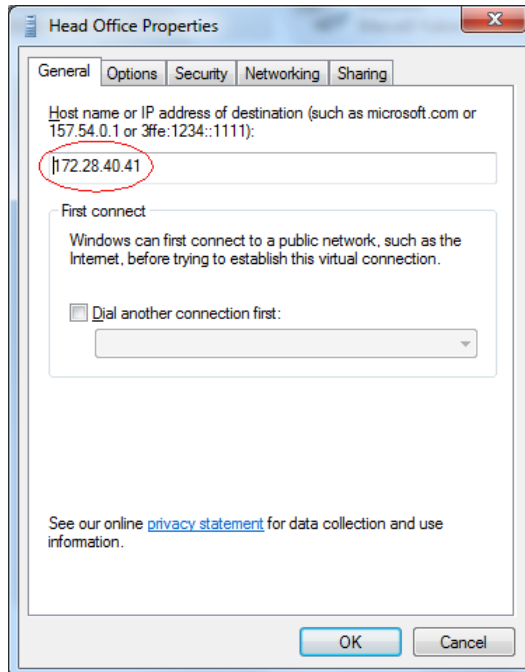 Head Office Properties
General Options Security Networking Sharing
Host name or IP address of destination (such as microsoft.com or
157.54.0.1 or 3ffe:1234::1111):
172.28.40.41
First connect
Windows can first connect to a public network, such as the
Internet, before trying to establish this virtual connection.
Dial another connection first:
See our online privacy statement for data collection and use
information.
OK Cancel